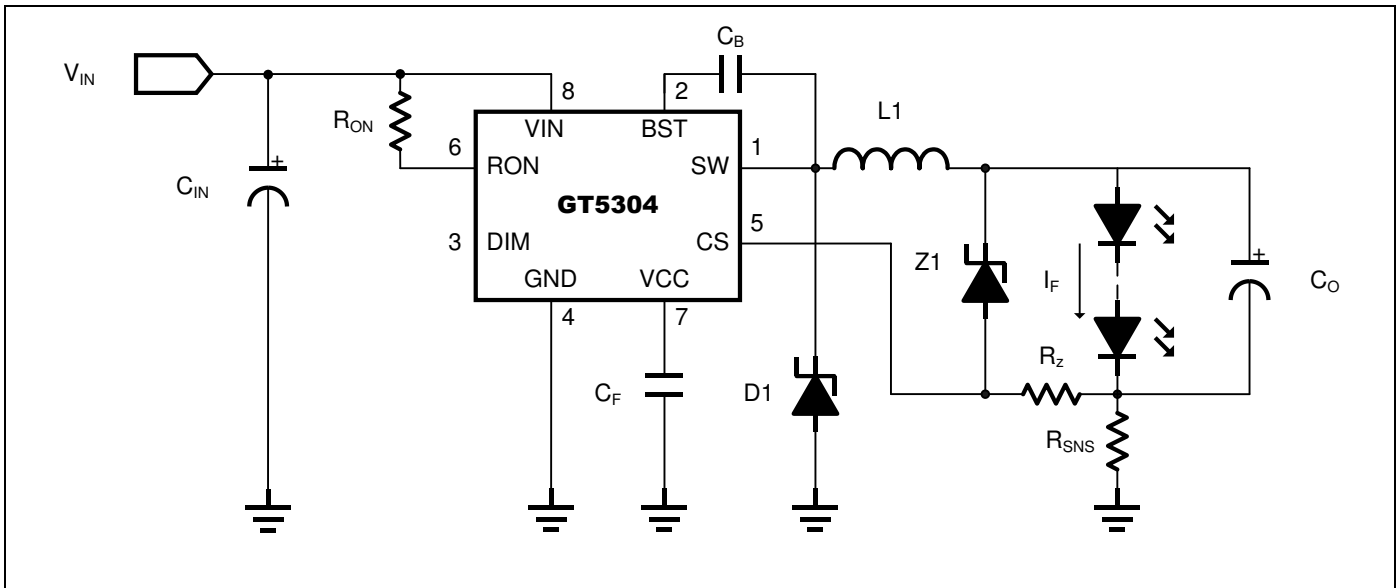 V_IN
C_IN
R_ON
C_B
8
2
VIN
BST
6
RON
SW
1
GT5304
3
DIM
CS
5
GND
VCC
4
7
C_F
D1
L1
Z1
I_F
C_O
R_z
R_SNS
+
+